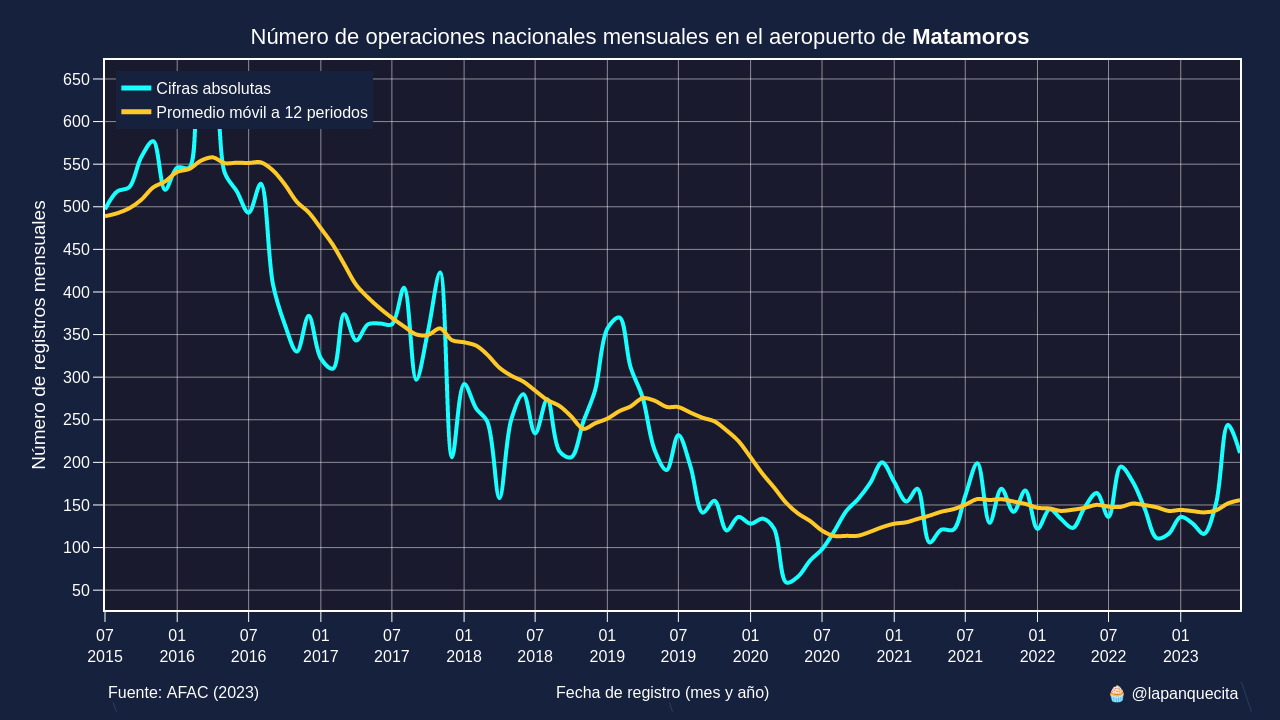 Número de operaciones nacionales mensuales en el aeropuerto de Matamoros
Cifras absolutas
Promedio móvil a 12 periodos
Número de registros mensuales
650
600
550
500
450
400
350
300
250
200
150
100
50
07 01 07 01 07 01 07 01 07 01 07 01 07 01 07 01
2015 2016 2016 2017 2017 2018 2018 2019 2019 2020 2020 2021 2021 2022 2022 2023
Fuente: AFAC (2023)
Fecha de registro (mes y año)
🧁 @lapanquecita